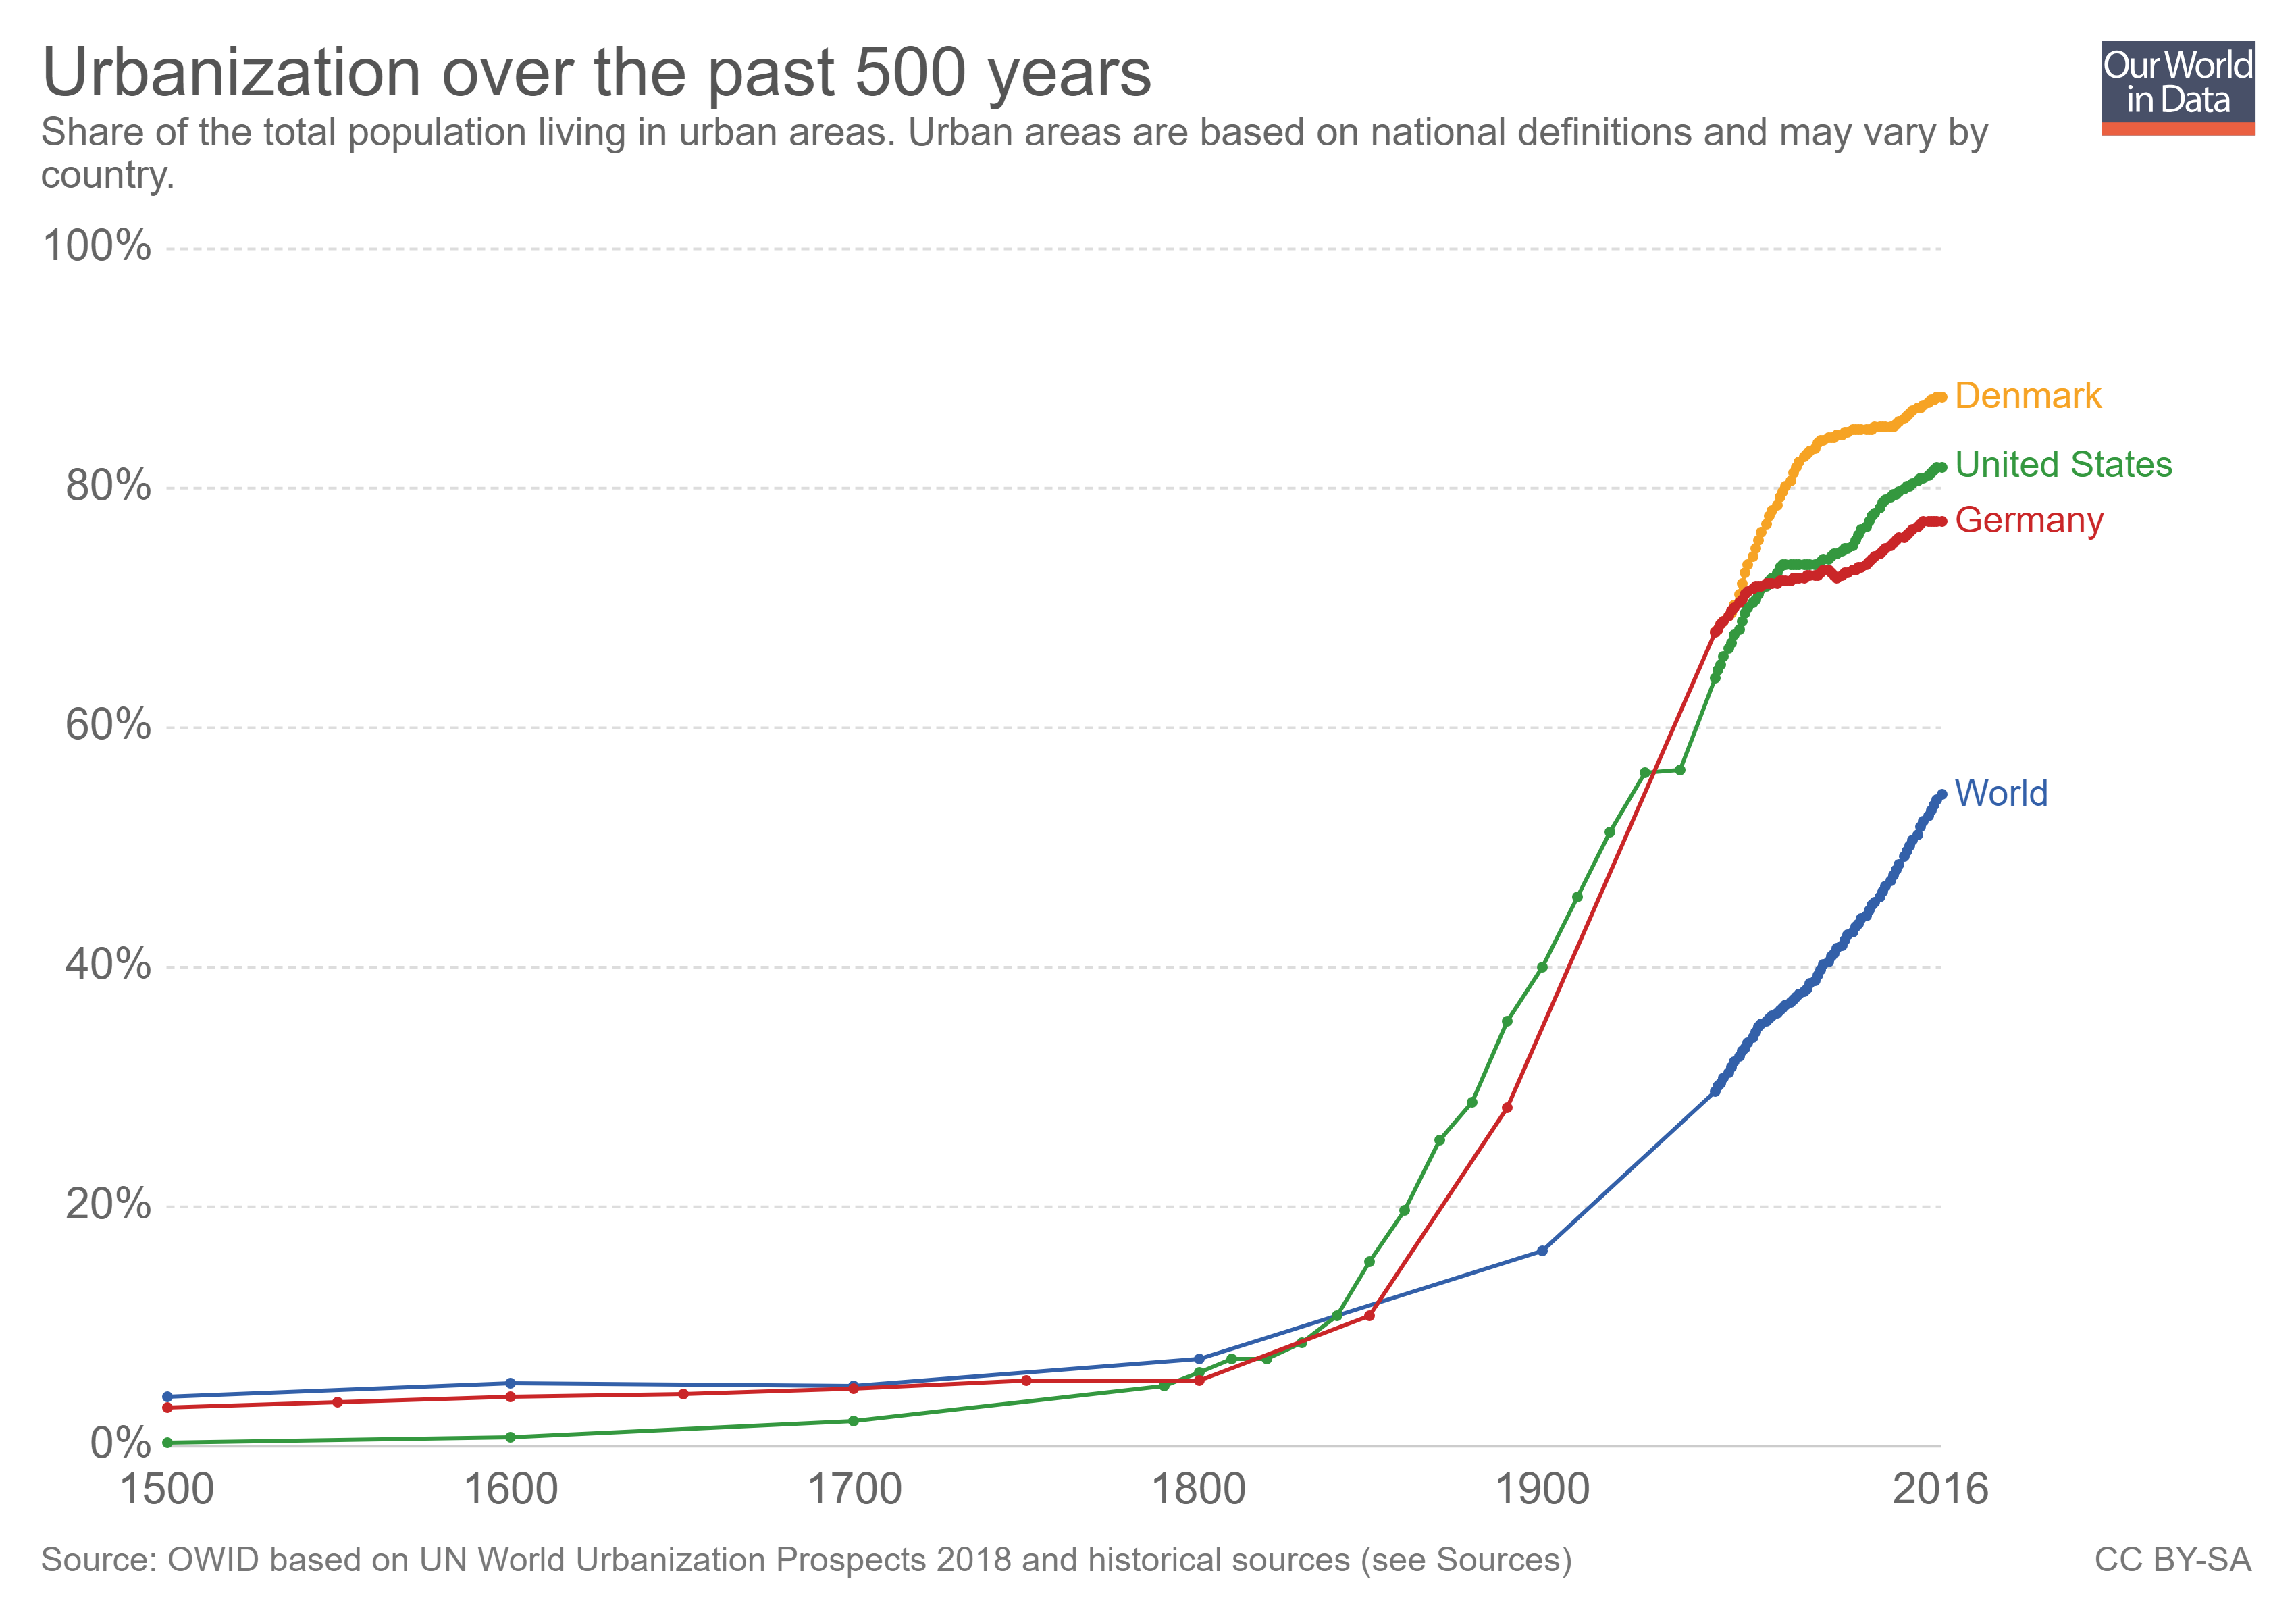 Urbanization over the past 500 years
Our World
in Data
Share of the total population living in urban areas. Urban areas are based on national definitions and may vary by
country.
100%
80%
60%
40%
20%
0%
Denmark
United States
Germany
World
1500
1600
1700
1800
1900
2016
Source: OWID based on UN World Urbanization Prospects 2018 and historical sources (see Sources)
CC BY-SA